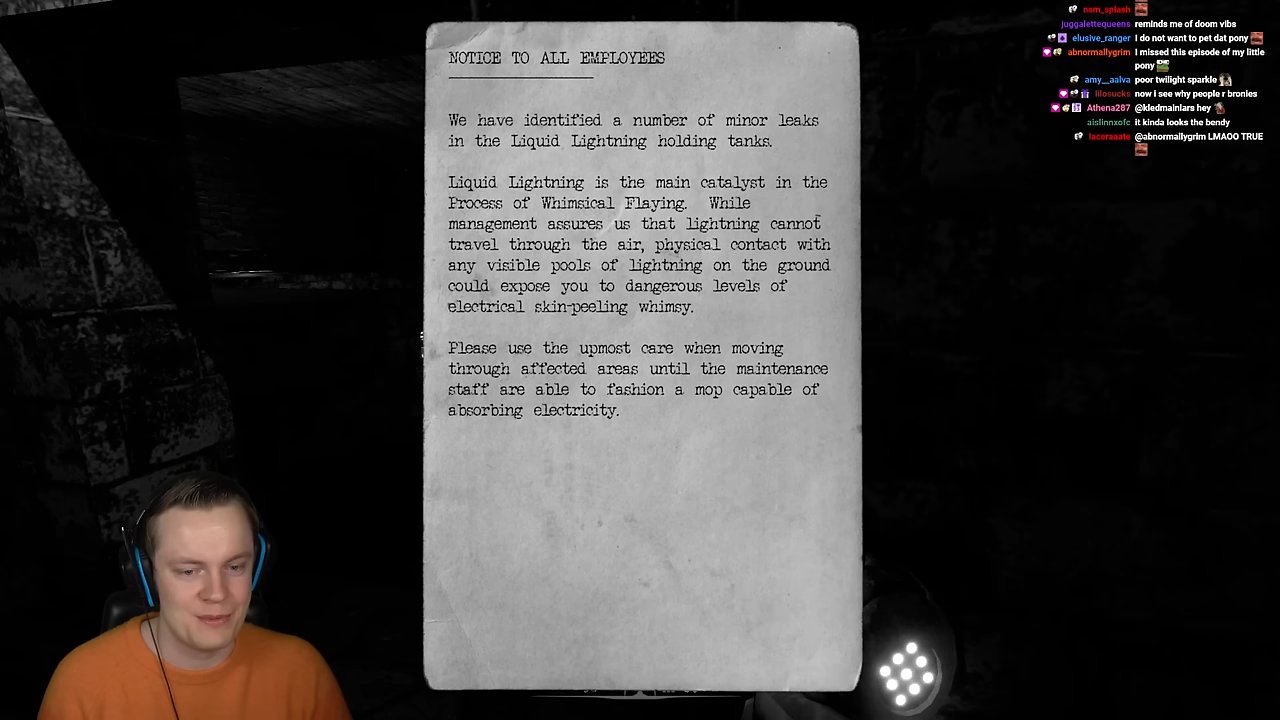 NOTICE TO ALL EMPLOYEES
We have identified a number of minor leaks
in the Liquid Lightning holding tanks.
Liquid Lightning is the main catalyst in the
Process of Whimsical Flaying. While
management assures us that lightning cannot
travel through the air, physical contact with
any visible pools of lightning on the ground
could expose you to dangerous levels of
electrical skin-peeling whimsy.
Please use the upmost care when moving
through affected areas until the maintenance
staff are able to fashion a mop capable of
absorbing electricity.
nsm_splash
juggalettequeens reminds me of doom vibs
elusive_ranger I do not want to pet dat pony
abnormallygrim I missed this episode of my little
pony
amy__aalva poor twilight sparkle
lilosucks now i see why people r bronies
Athena287 @kledmainlars hey
aislinnxofc it kinda looks the bendy
laceraaate @abnormallygrim LMAOO TRUE